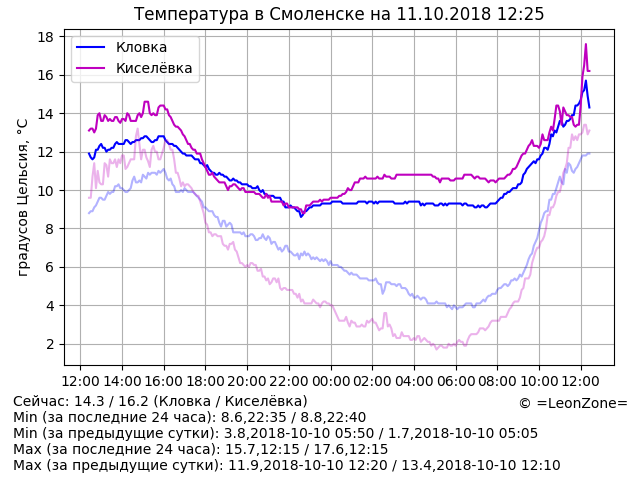 Температура в Смоленске на 11.10.2018 12:25
Кловка
Киселёвка
градусов Цельсия, °C
18
16
14
12
10
8
6
4
2
12:00 14:00 16:00 18:00 20:00 22:00 00:00 02:00 04:00 06:00 08:00 10:00 12:00
Сейчас: 14.3 / 16.2 (Кловка / Киселёвка)
© =LeonZone=
Min (за последние 24 часа): 8.6,22:35 / 8.8,22:40
Min (за предыдущие сутки): 3.8,2018-10-10 05:50 / 1.7,2018-10-10 05:05
Max (за последние 24 часа): 15.7,12:15 / 17.6,12:15
Max (за предыдущие сутки): 11.9,2018-10-10 12:20 / 13.4,2018-10-10 12:10